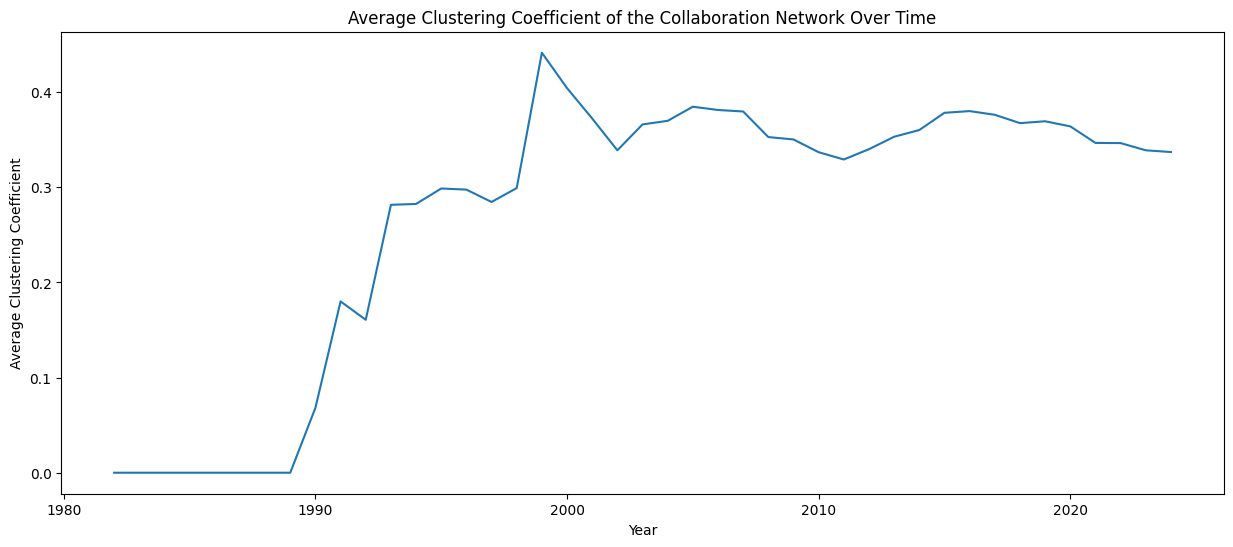 Average Clustering Coefficient of the Collaboration Network Over Time
Average Clustering Coefficient
0.4
0.3
0.2
0.1
0.0
1980 1990 2000 2010 2020
Year